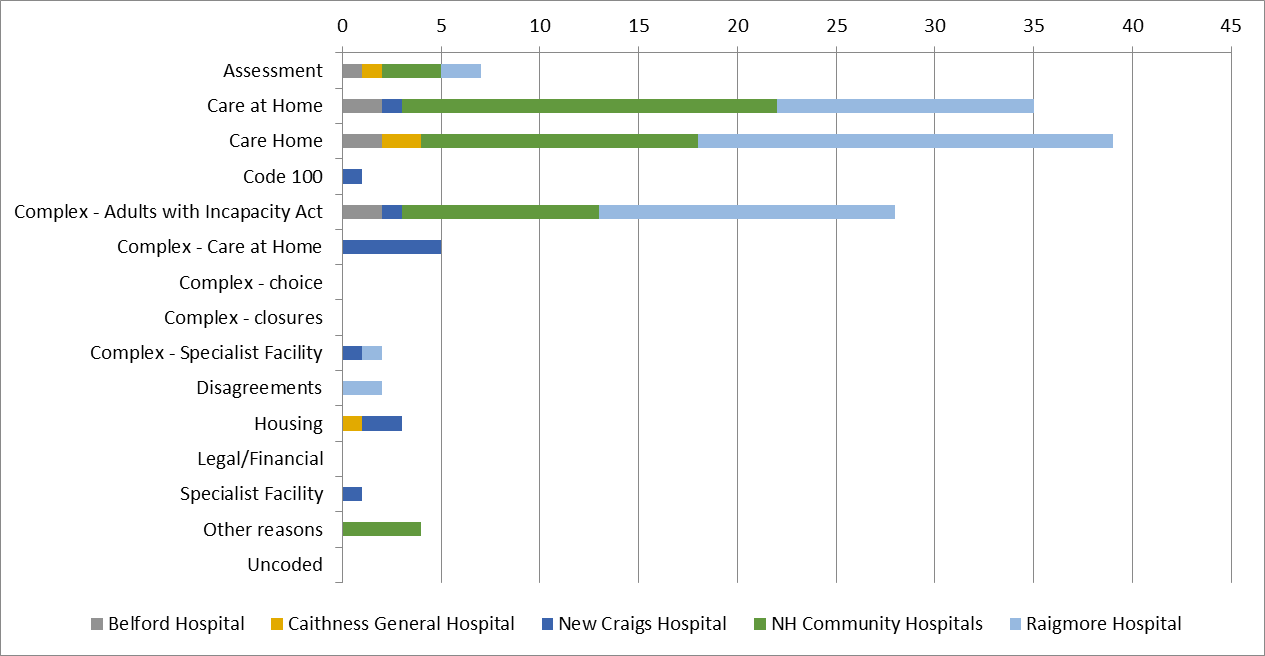 0 5 10 15 20 25 30 35 40 45
Assessment
Care at Home
Care Home
Code 100
Complex - Adults with Incapacity Act
Complex - Care at Home
Complex - choice
Complex - closures
Complex - Specialist Facility
Disagreements
Housing
Legal/Financial
Specialist Facility
Other reasons
Uncoded
Belford Hospital Caithness General Hospital New Craigs Hospital NH Community Hospitals Raigmore Hospital